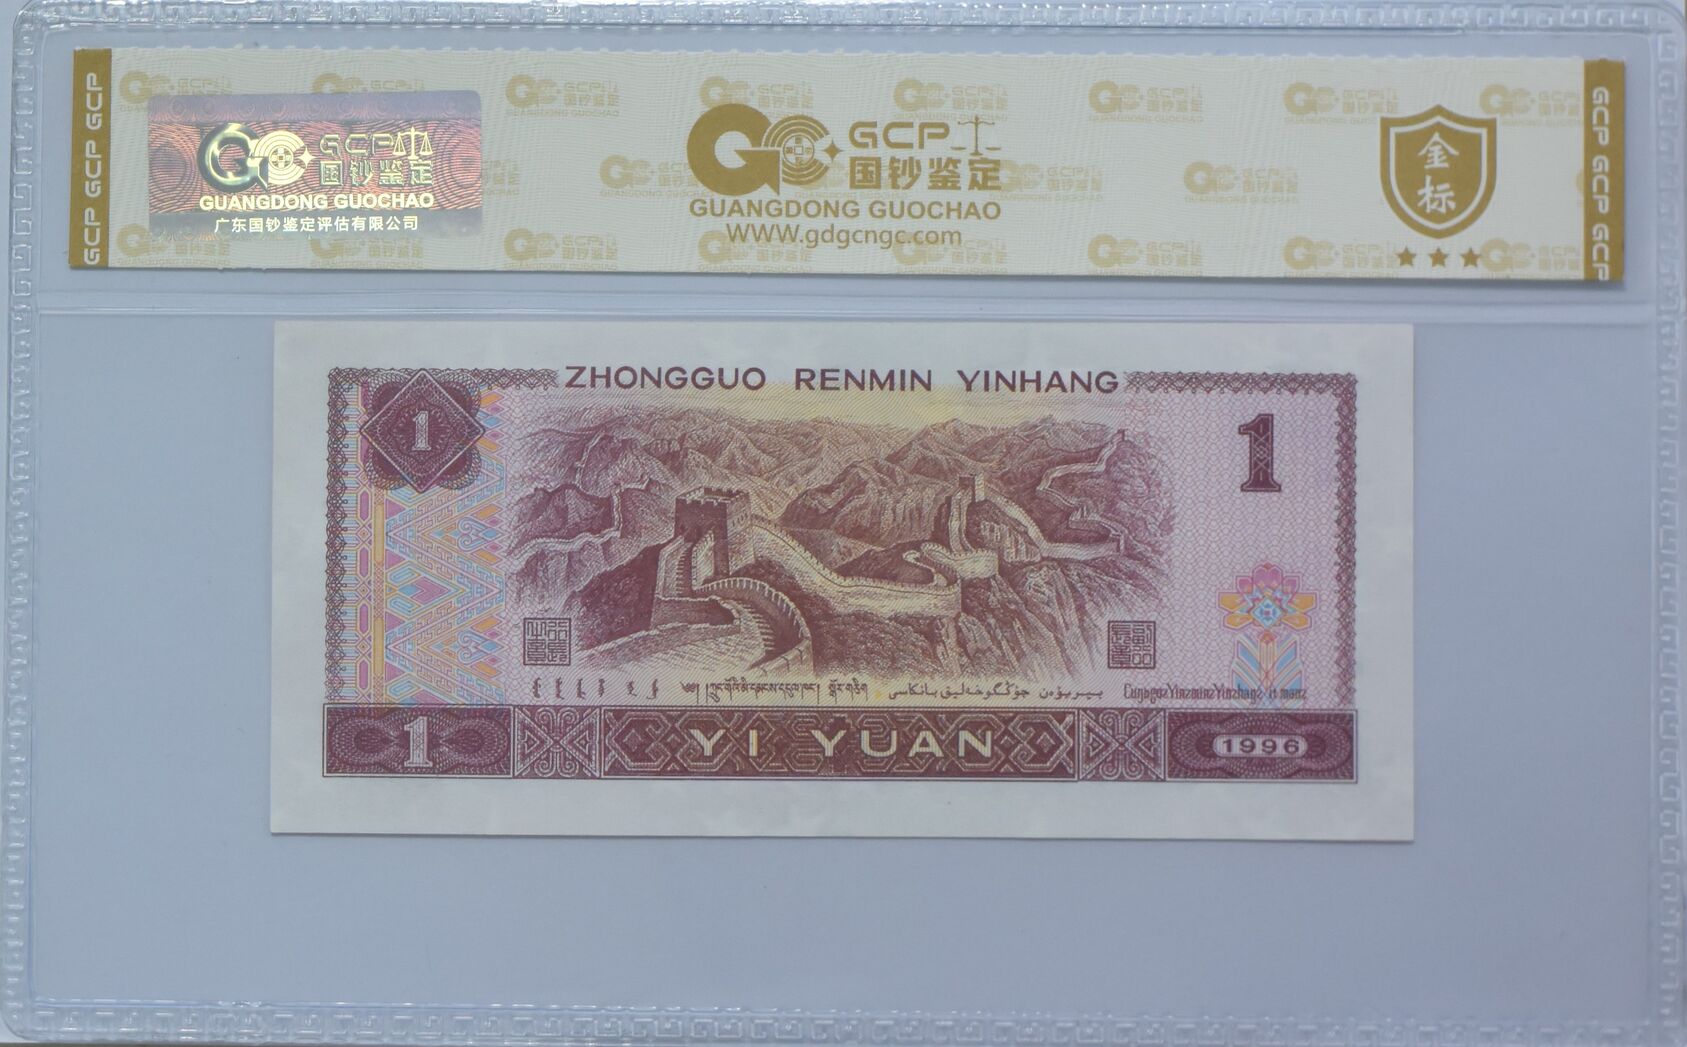 GCP GCP GCP
GCP
国钞鉴定
GUANGDONG GUOCHAO
广东国钞鉴定评估有限公司
GCP
国钞鉴定
GUANGDONG GUOCHAO
WWW.gdgcngc.com
金
标
GCP GCP GCP
ZHONGGUO RENMIN YINHANG
1
1
YI YUAN
1
1996